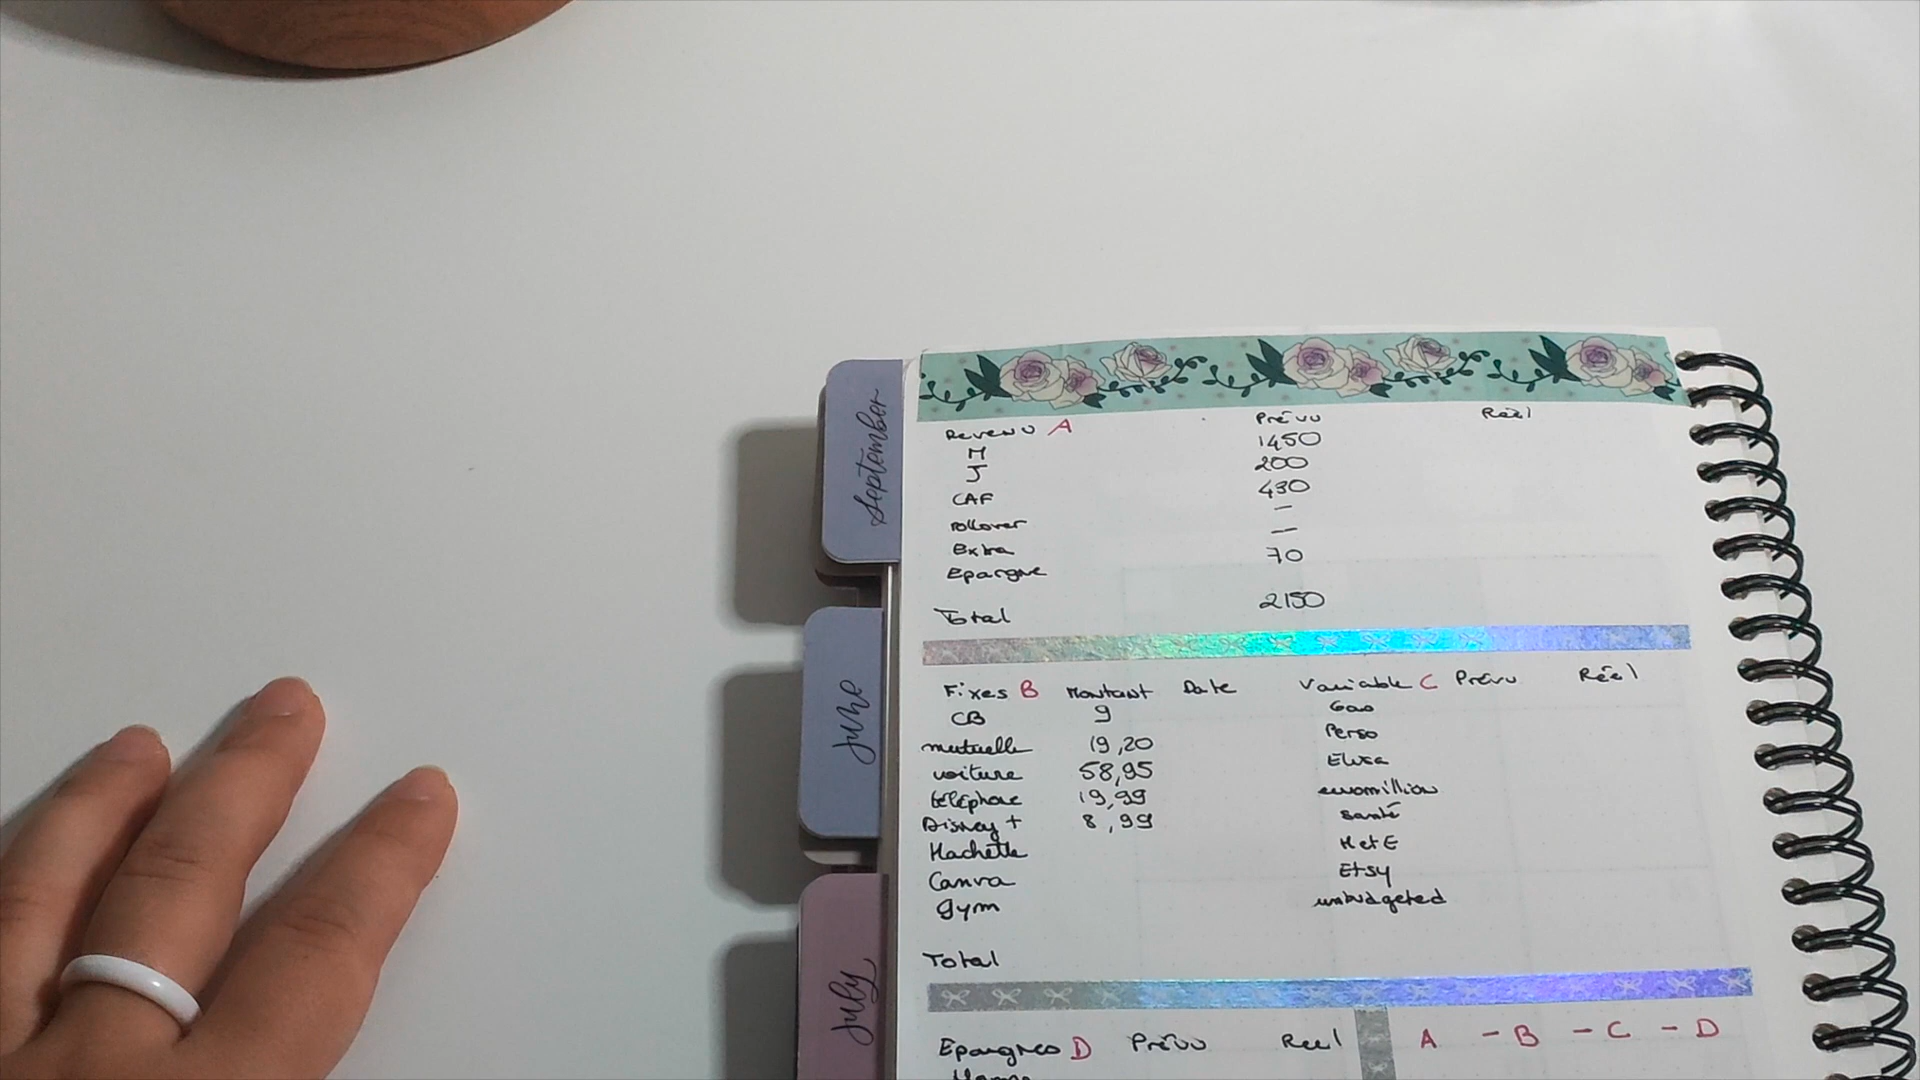 September
June
July
Revenu A Prévu Réel
M 1450
J 200
CAF 430
rollover —
Extra —
Epargne 70
Total 2150
Fixes B Montant Date Variable C Prévu Réel
CB 9 Gas
mutuelle 19,20 Perso
voiture 58,95 Elisa
téléphone 19,99 euromillion
Disney + 8,99 santé
Hachette M et E
Canva Etsy
Gym unbudgeted
Total
Epargnes D Prévu Réel A - B - C - D